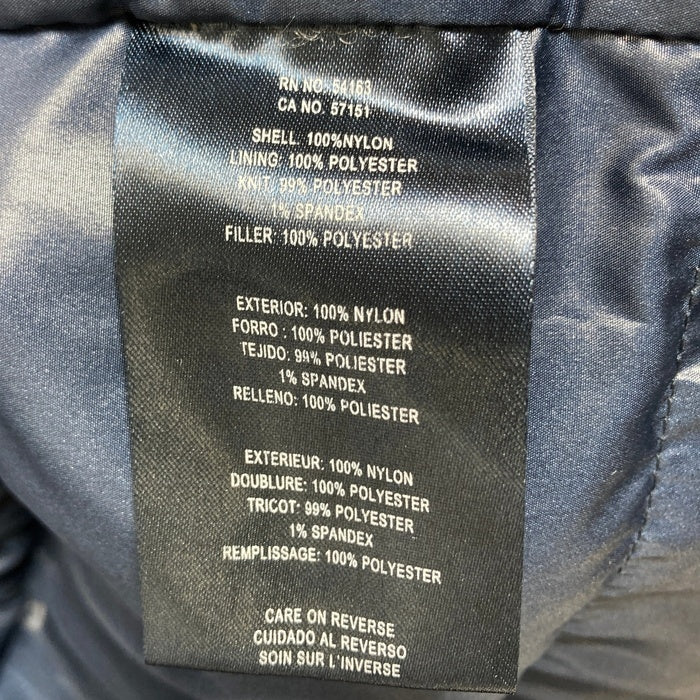 RN NO. 54163
CA NO. 57151
SHELL 100%NYLON
LINING 100% POLYESTER
KNIT 99% POLYESTER
1% SPANDEX
FILLER 100% POLYESTER
EXTERIOR: 100% NYLON
FORRO : 100% POLIESTER
TEJIDO: 99% POLIESTER
1% SPANDEX
RELLENO: 100% POLIESTER
EXTERIEUR: 100% NYLON
DOUBLURE: 100% POLYESTER
TRICOT: 99% POLYESTER
1% SPANDEX
REMPLISSAGE: 100% POLYESTER
CARE ON REVERSE
CUIDADO AL REVERSO
SOIN SUR L'INVERSE